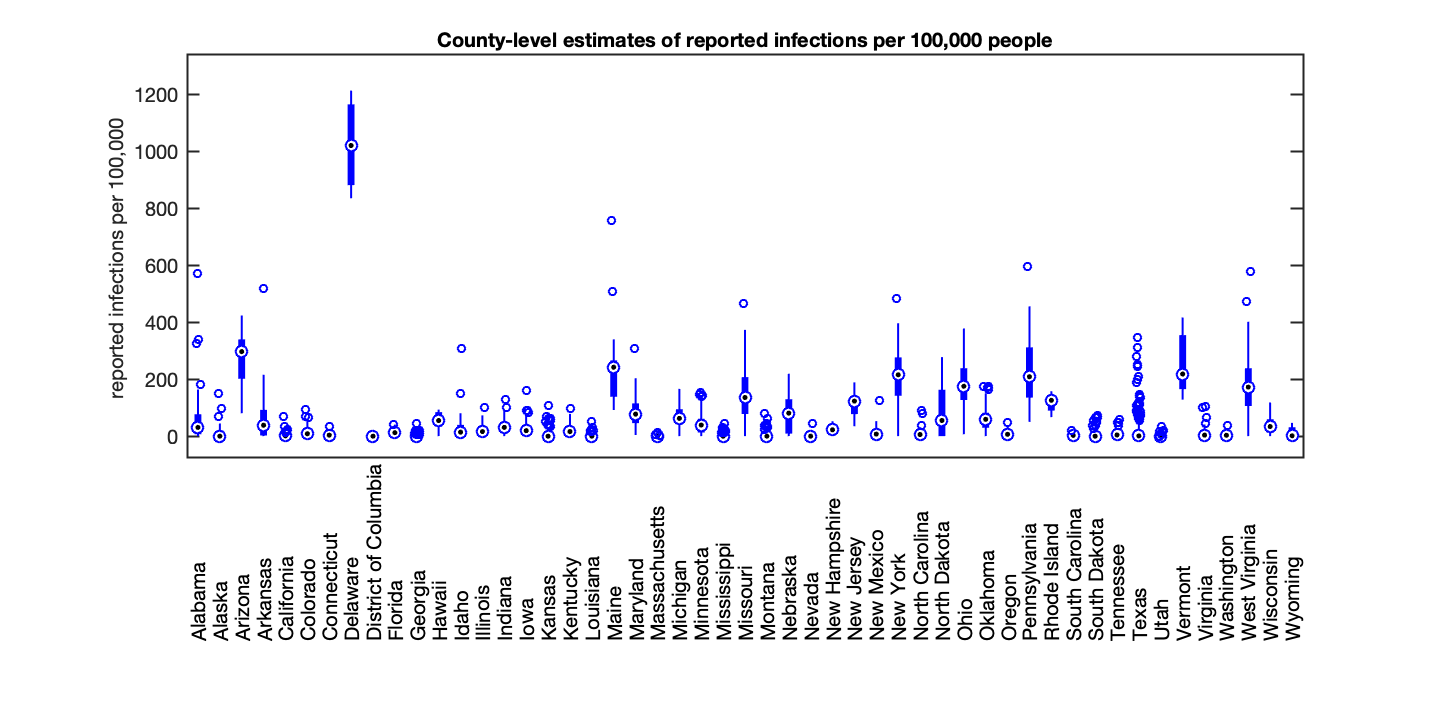 County-level estimates of reported infections per 100,000 people
reported infections per 100,000
1200
1000
800
600
400
200
0
Alabama
Alaska
Arizona
Arkansas
California
Colorado
Connecticut
Delaware
District of Columbia
Florida
Georgia
Hawaii
Idaho
Illinois
Indiana
Iowa
Kansas
Kentucky
Louisiana
Maine
Maryland
Massachusetts
Michigan
Minnesota
Mississippi
Missouri
Montana
Nebraska
Nevada
New Hampshire
New Jersey
New Mexico
New York
North Carolina
North Dakota
Ohio
Oklahoma
Oregon
Pennsylvania
Rhode Island
South Carolina
South Dakota
Tennessee
Texas
Utah
Vermont
Virginia
Washington
West Virginia
Wisconsin
Wyoming